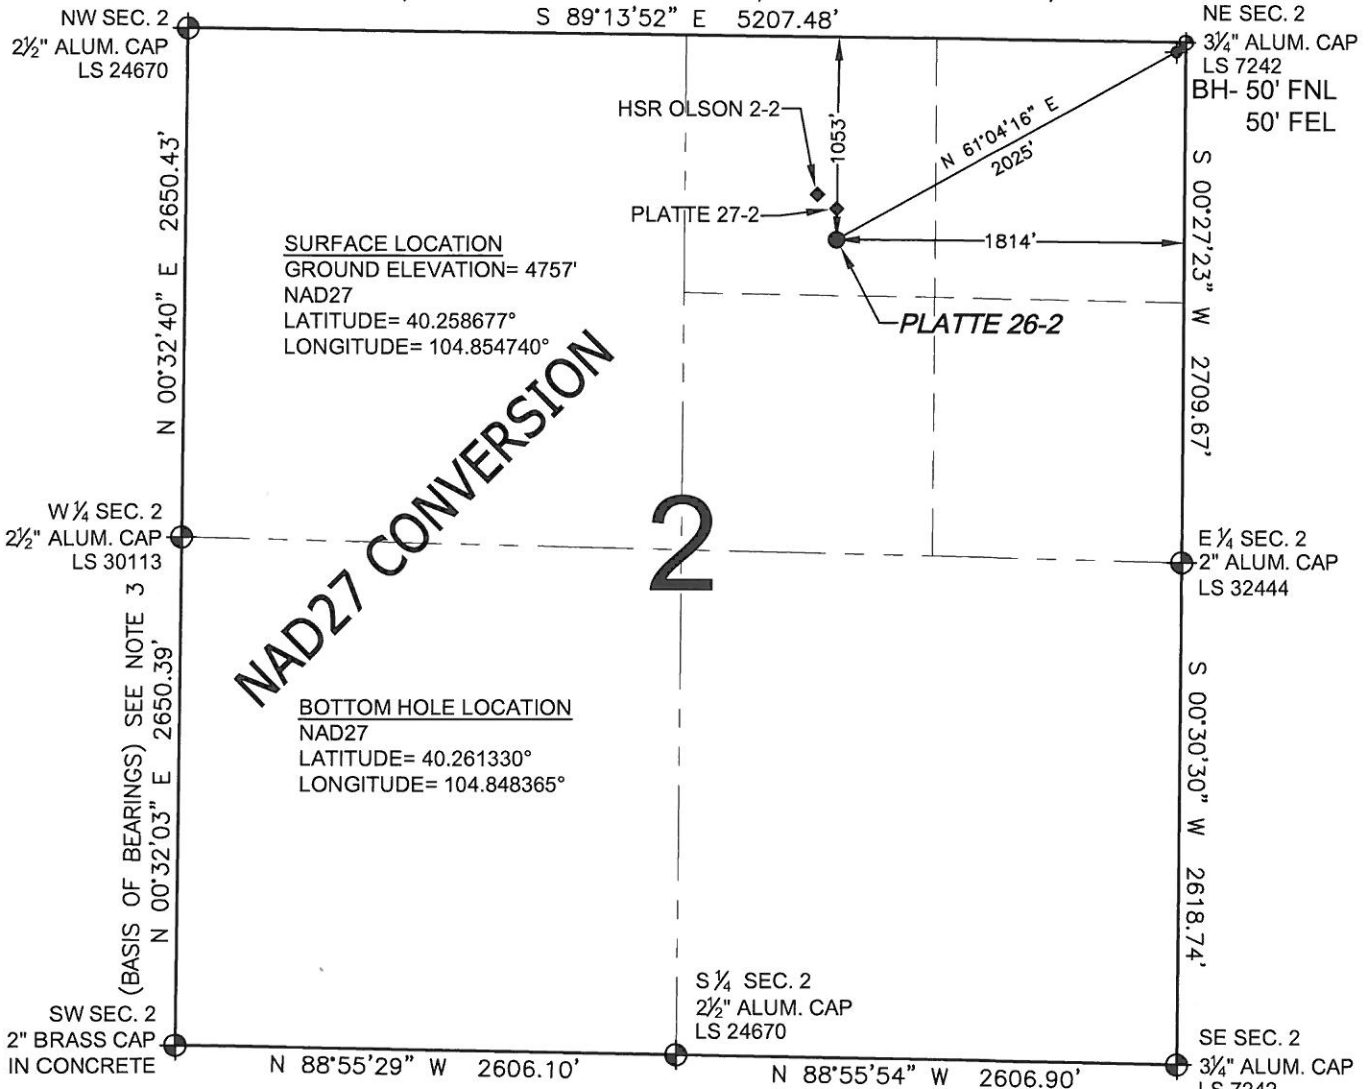 S 89°13'52" E 5207.48'
NW SEC. 2
2½" ALUM. CAP
LS 24670
NE SEC. 2
3¼" ALUM. CAP
LS 7242
BH- 50' FNL
50' FEL
HSR OLSON 2-2
1053'
N 61°04'16" E
2025'
PLATTE 27-2
1814'
PLATTE 26-2
N 00°32'40" E 2650.43'
S 00°27'23" W 2709.67'
SURFACE LOCATION
GROUND ELEVATION= 4757'
NAD27
LATITUDE= 40.258677°
LONGITUDE= 104.854740°
NAD27 CONVERSION
2
W ¼ SEC. 2
2½" ALUM. CAP
LS 30113
E ¼ SEC. 2
2" ALUM. CAP
LS 32444
(BASIS OF BEARINGS) SEE NOTE 3
N 00°32'03" E 2650.39'
S 00°30'30" W 2618.74'
BOTTOM HOLE LOCATION
NAD27
LATITUDE= 40.261330°
LONGITUDE= 104.848365°
SW SEC. 2
2" BRASS CAP
IN CONCRETE
S ¼ SEC. 2
2½" ALUM. CAP
LS 24670
SE SEC. 2
3¼" ALUM. CAP
N 88°55'29" W 2606.10'
N 88°55'54" W 2606.90'